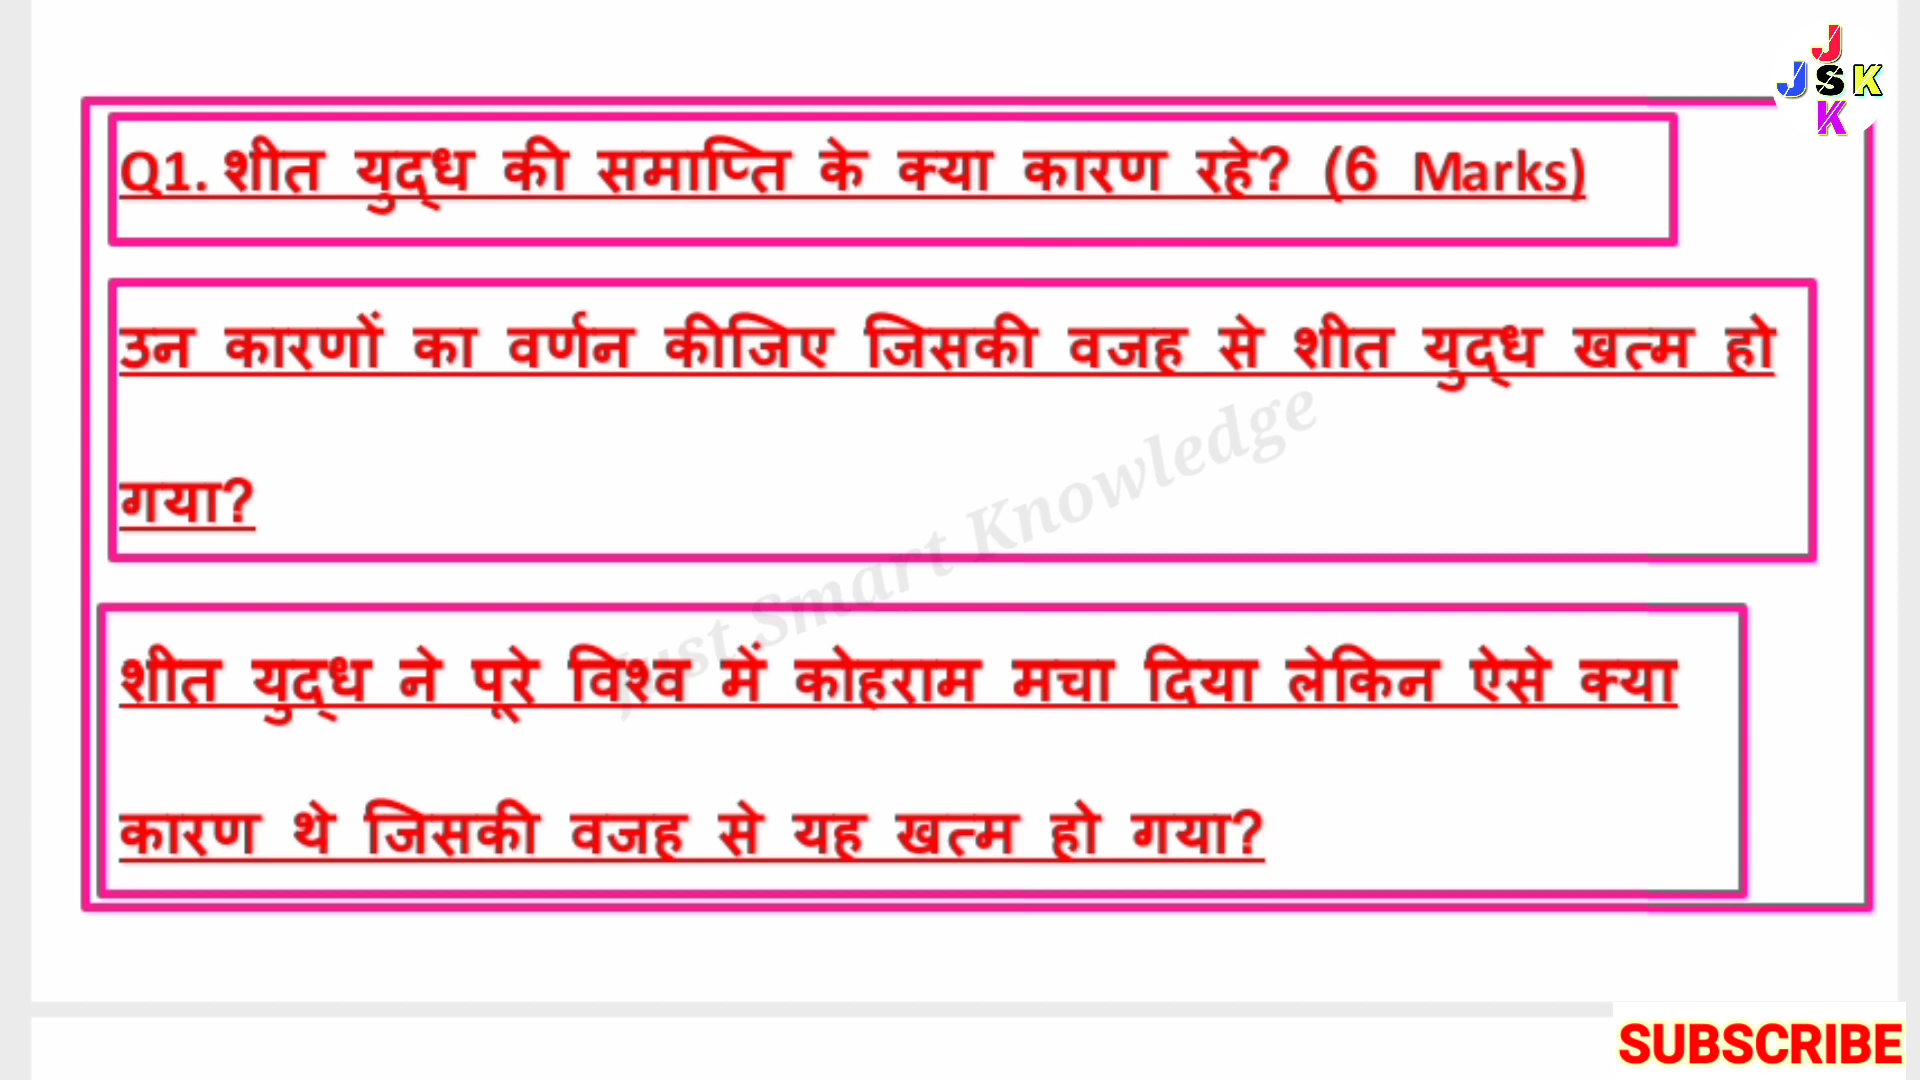 J
JSK
K
Q1. शीत युद्ध की समाप्ति के क्या कारण रहे? (6 Marks)
उन कारणों का वर्णन कीजिए जिसकी वजह से शीत युद्ध खत्म हो
गया?
Just Smart Knowledge
शीत युद्ध ने पूरे विश्व में कोहराम मचा दिया लेकिन ऐसे क्या
कारण थे जिसकी वजह से यह खत्म हो गया?
SUBSCRIBE